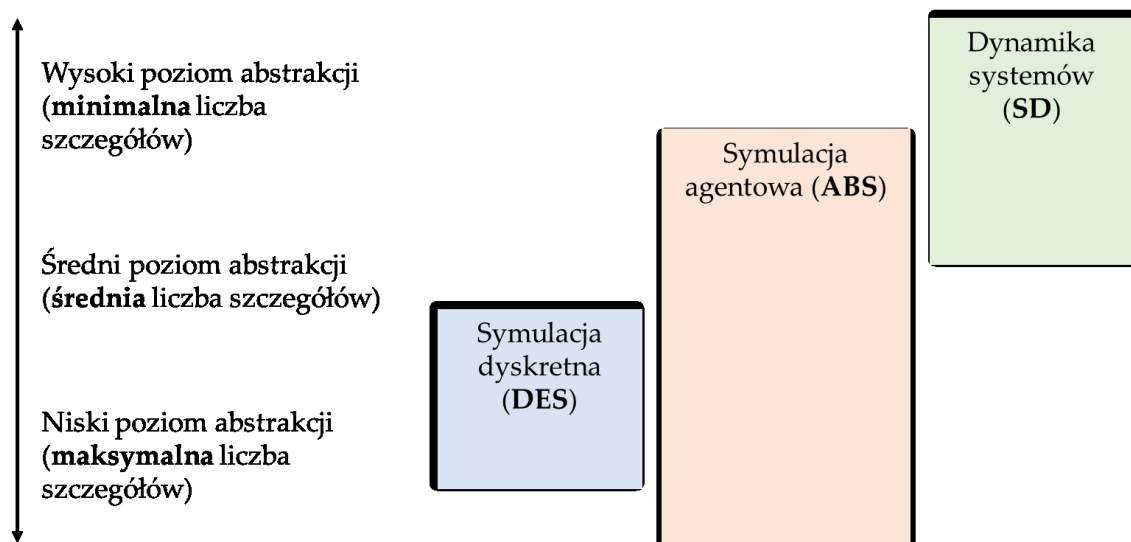 Wysoki poziom abstrakcji
(minimalna liczba
szczegółów)
Średni poziom abstrakcji
(średnia liczba szczegółów)
Niski poziom abstrakcji
(maksymalna liczba
szczegółów)
Symulacja
dyskretna
(DES)
Symulacja
agentowa (ABS)
Dynamika
systemów
(SD)